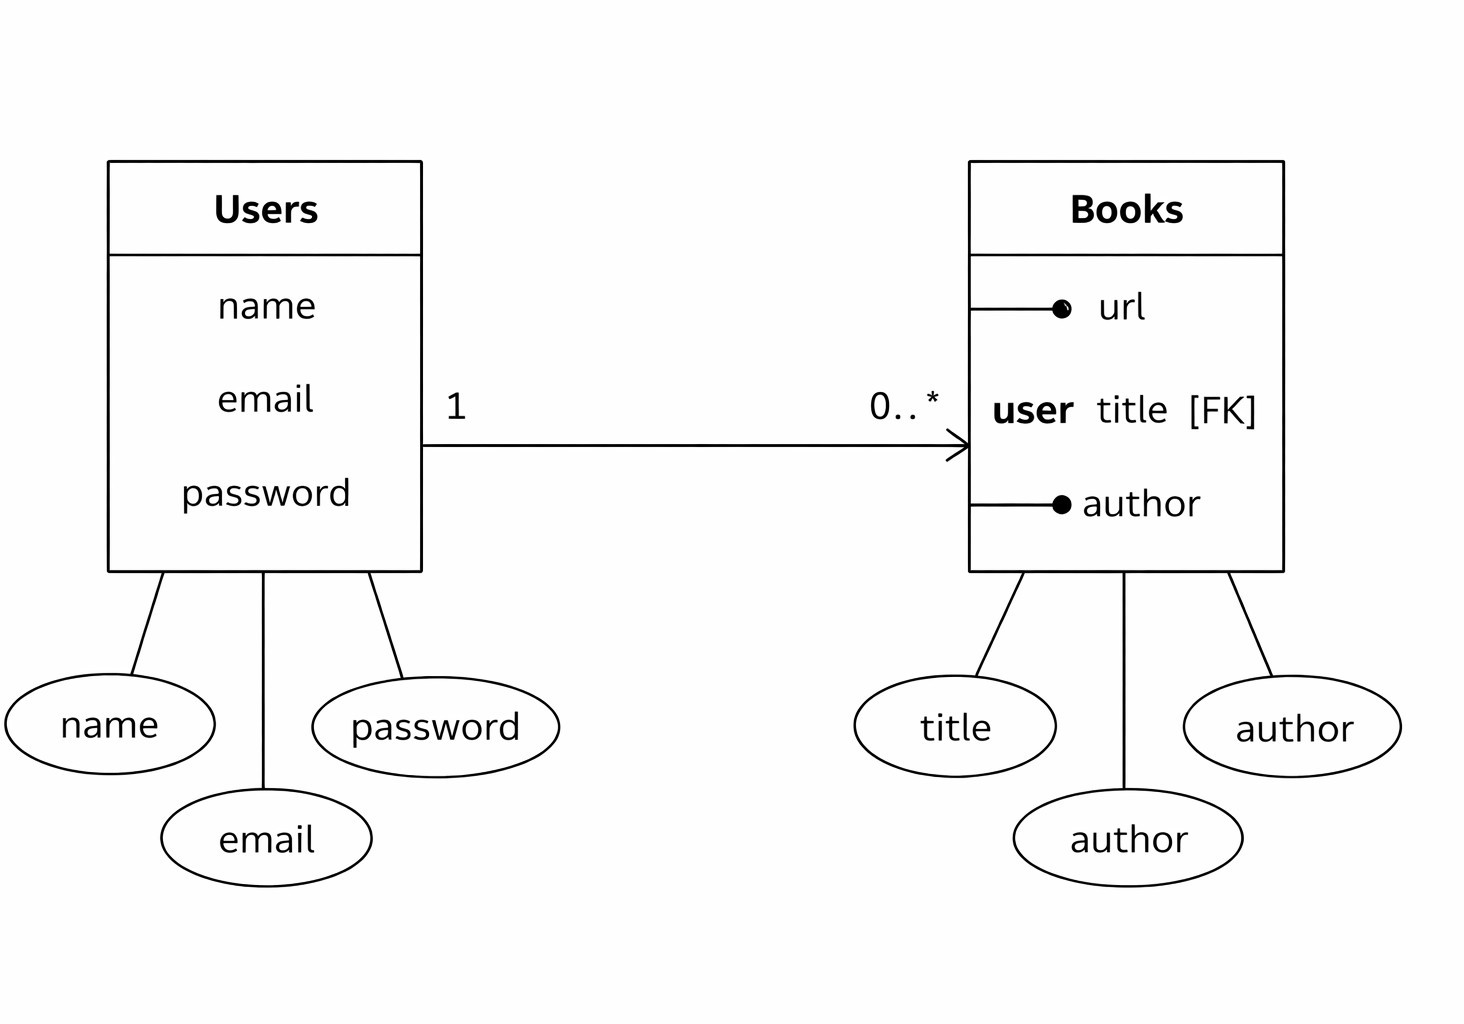 Users
name
email
password
1
0..*
Books
url
user title [FK]
author
name
email
password
title
author
author